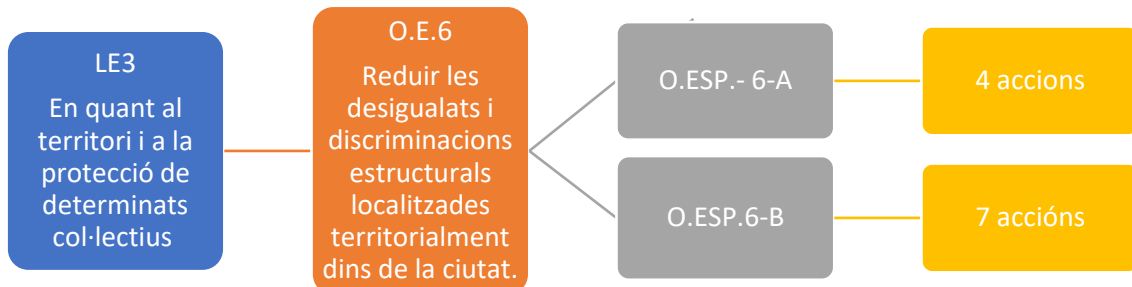 LE3
En quant al
territori i a la
protecció de
determinats
col·lectius
O.E.6
Reduir les
desigualats i
discriminacions
estructurals
localitzades
territorialment
dins de la ciutat.
O.ESP.- 6-A
4 accions
O.ESP.6-B
7 accións